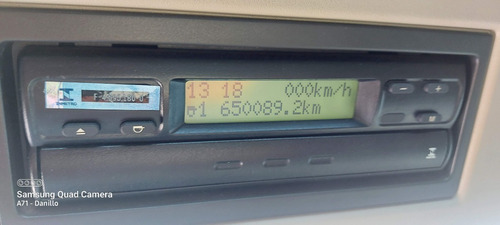 13 18 000km/h
1 650089.2km
- +
Samsung Quad Camera
A71 - Danillo